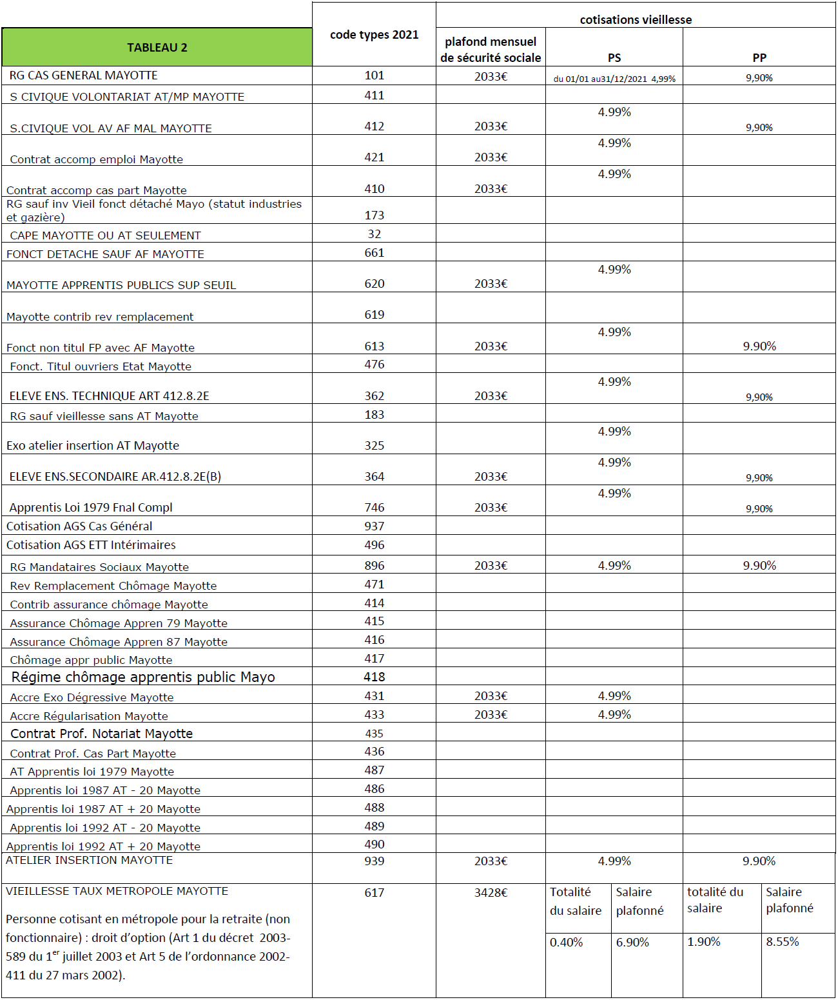 cotisations vieillesse
TABLEAU 2 code types 2021 plafond mensuel de sécurité sociale PS PP
RG CAS GENERAL MAYOTTE 101 2033€ du 01/01 au31/12/2021 4,99% 9,90%
S CIVIQUE VOLONTARIAT AT/MP MAYOTTE 411
S.CIVIQUE VOL AV AF MAL MAYOTTE 412 2033€ 4.99% 9,90%
Contrat accomp emploi Mayotte 421 2033€ 4.99%
Contrat accomp cas part Mayotte 410 2033€ 4.99%
RG sauf inv Vieil fonct détaché Mayo (statut industries
et gazière) 173
CAPE MAYOTTE OU AT SEULEMENT 32
FONCT DETACHE SAUF AF MAYOTTE 661
MAYOTTE APPRENTIS PUBLICS SUP SEUIL 620 2033€ 4.99%
Mayotte contrib rev remplacement 619
Fonct non titul FP avec AF Mayotte 613 2033€ 4.99% 9.90%
Fonct. Titul ouvriers Etat Mayotte 476
ELEVE ENS. TECHNIQUE ART 412.8.2E 362 2033€ 4.99% 9,90%
RG sauf vieillesse sans AT Mayotte 183
Exo atelier insertion AT Mayotte 325 4.99%
ELEVE ENS.SECONDAIRE AR.412.8.2E(B) 364 2033€ 4.99% 9,90%
Apprentis Loi 1979 Fnal Compl 746 2033€ 4.99% 9,90%
Cotisation AGS Cas Général 937
Cotisation AGS ETT Intérimaires 496
RG Mandataires Sociaux Mayotte 896 2033€ 4.99% 9.90%
Rev Remplacement Chômage Mayotte 471
Contrib assurance chômage Mayotte 414
Assurance Chômage Appren 79 Mayotte 415
Assurance Chômage Appren 87 Mayotte 416
Chômage appr public Mayotte 417
Régime chômage apprentis public Mayo 418
Accre Exo Dégressive Mayotte 431 2033€ 4.99%
Accre Régularisation Mayotte 433 2033€ 4.99%
Contrat Prof. Notariat Mayotte 435
Contrat Prof. Cas Part Mayotte 436
AT Apprentis loi 1979 Mayotte 487
Apprentis loi 1987 AT - 20 Mayotte 486
Apprentis loi 1987 AT + 20 Mayotte 488
Apprentis loi 1992 AT - 20 Mayotte 489
Apprentis loi 1992 AT + 20 Mayotte 490
ATELIER INSERTION MAYOTTE 939 2033€ 4.99% 9.90%
VIEILLESSE TAUX METROPOLE MAYOTTE 617 3428€ Totalité du salaire Salaire plafonné totalité du salaire Salaire plafonné
Personne cotisant en métropole pour la retraite (non
fonctionnaire) : droit d’option (Art 1 du décret 2003- 0.40% 6.90% 1.90% 8.55%
589 du 1er juillet 2003 et Art 5 de l’ordonnance 2002-
411 du 27 mars 2002).